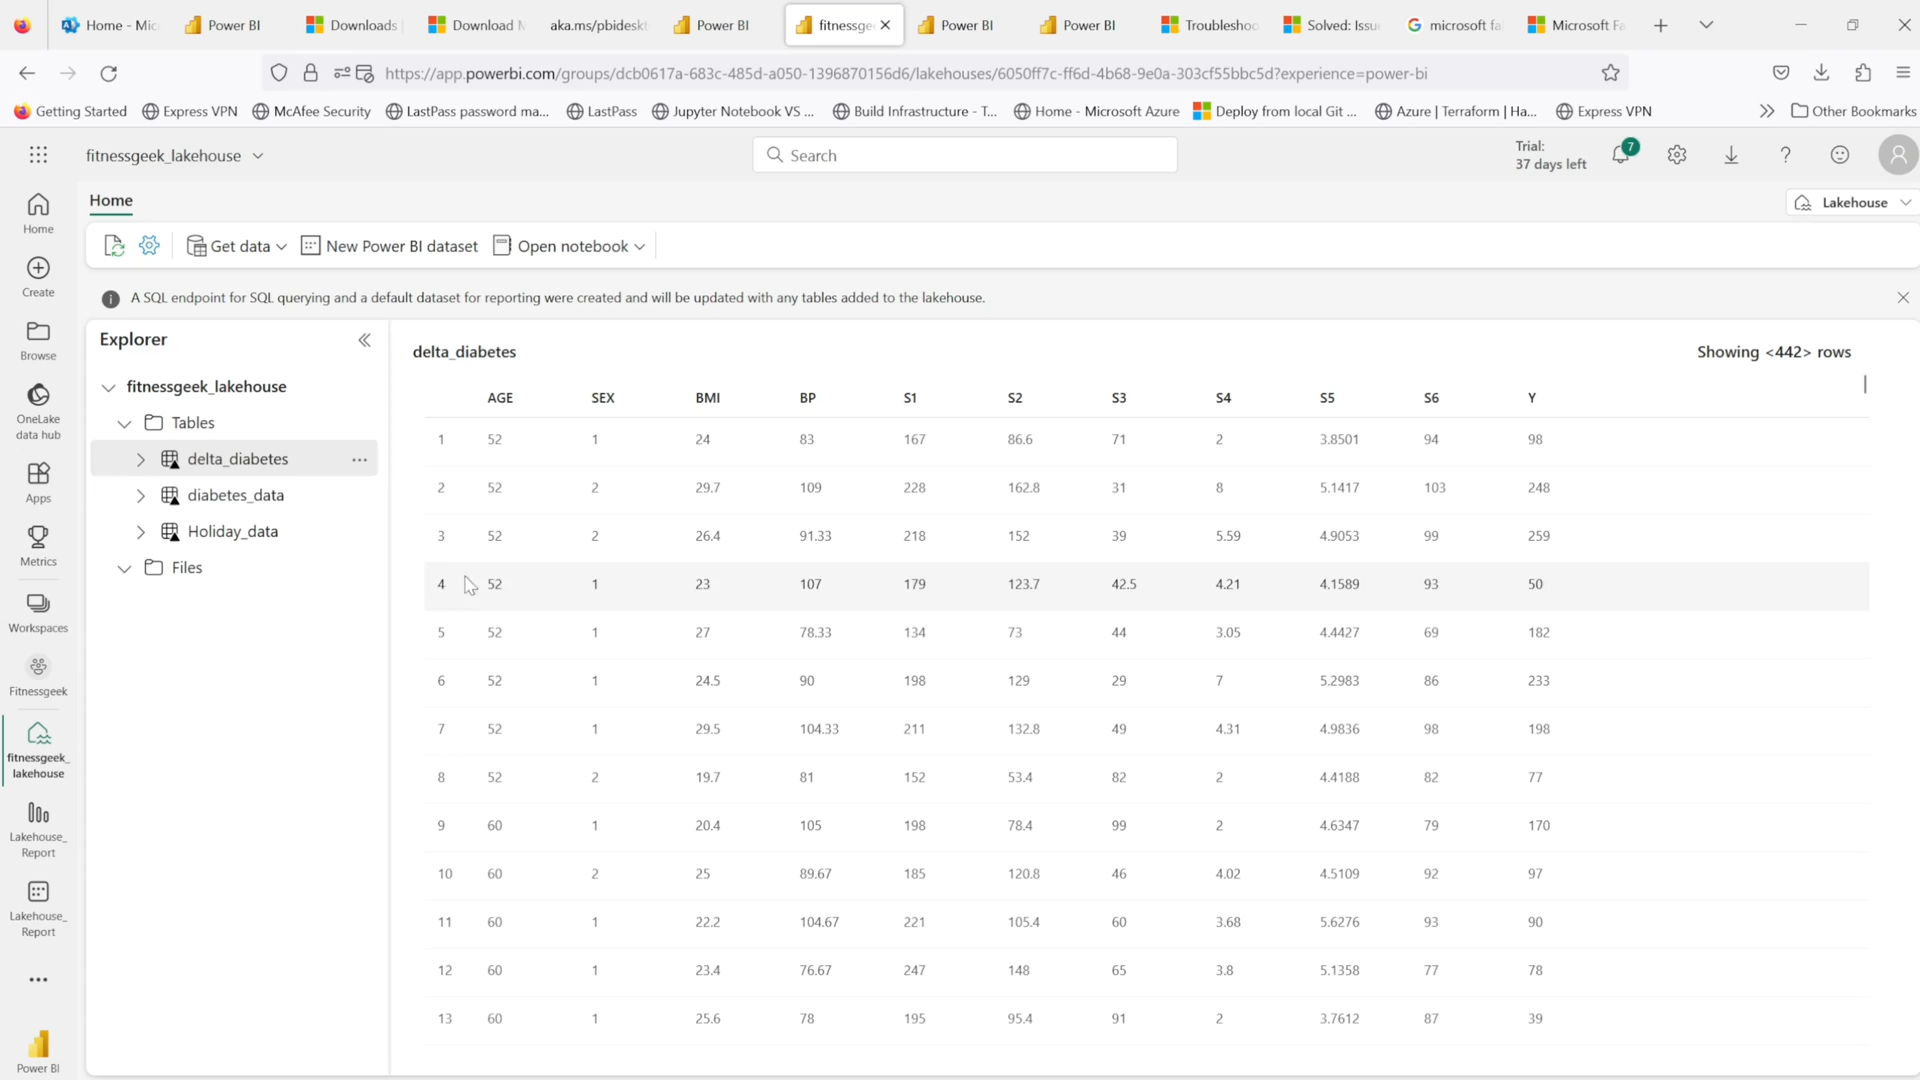 Home - Mic
Power BI
Downloads
Download M
aka.ms/pbideskt
Power BI
fitnessgee
Power BI
Power BI
Troubleshoo
Solved: Issu
microsoft fa
Microsoft Fa
https://app.powerbi.com/groups/dcb0617a-683c-485d-a050-1396870156d6/lakehouses/6050ff7c-ff6d-4b68-9e0a-303cf55bbc5d?experience=power-bi
Getting Started
Express VPN
McAfee Security
LastPass password ma...
LastPass
Jupyter Notebook VS ...
Build Infrastructure - T...
Home - Microsoft Azure
Deploy from local Git ...
Azure | Terraform | Ha...
Express VPN
Other Bookmarks
fitnessgeek_lakehouse
Search
Trial:
37 days left
7
Home
Lakehouse
Get data
New Power BI dataset
Open notebook
A SQL endpoint for SQL querying and a default dataset for reporting were created and will be updated with any tables added to the lakehouse.
Home
Create
Browse
OneLake
data hub
Apps
Metrics
Workspaces
Fitnessgeek
fitnessgeek_
lakehouse
Lakehouse_
Report
Lakehouse_
Report
Power BI
Explorer
fitnessgeek_lakehouse
Tables
delta_diabetes
diabetes_data
Holiday_data
Files
delta_diabetes
Showing <442> rows
AGE SEX BMI BP S1 S2 S3 S4 S5 S6 Y
1 52 1 24 83 167 86.6 71 2 3.8501 94 98
2 52 2 29.7 109 228 162.8 31 8 5.1417 103 248
3 52 2 26.4 91.33 218 152 39 5.59 4.9053 99 259
4 52 1 23 107 179 123.7 42.5 4.21 4.1589 93 50
5 52 1 27 78.33 134 73 44 3.05 4.4427 69 182
6 52 1 24.5 90 198 129 29 7 5.2983 86 233
7 52 1 29.5 104.33 211 132.8 49 4.31 4.9836 98 198
8 52 2 19.7 81 152 53.4 82 2 4.4188 82 77
9 60 1 20.4 105 198 78.4 99 2 4.6347 79 170
10 60 2 25 89.67 185 120.8 46 4.02 4.5109 92 97
11 60 1 22.2 104.67 221 105.4 60 3.68 5.6276 93 90
12 60 1 23.4 76.67 247 148 65 3.8 5.1358 77 78
13 60 1 25.6 78 195 95.4 91 2 3.7612 87 39